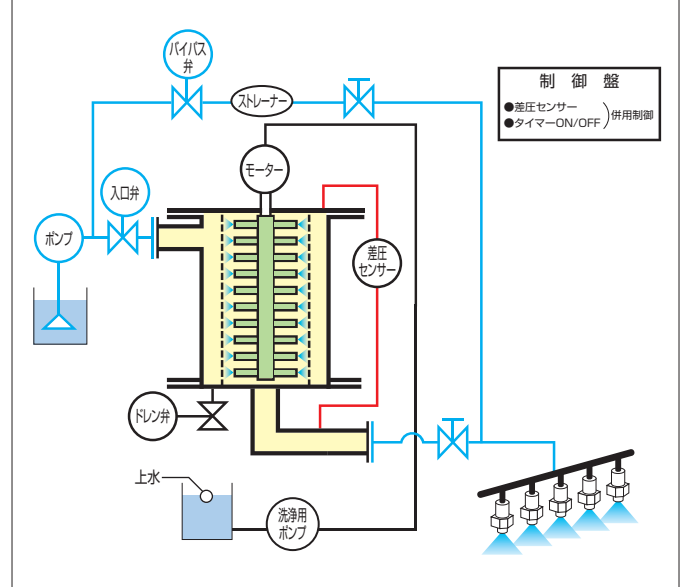 バイパス
弁
ストレーナー
制御盤
●差圧センサー
●タイマーON/OFF
併用制御
モーター
入口弁
ポンプ
差圧
センサー
ドレン弁
上水
洗浄用
ポンプ